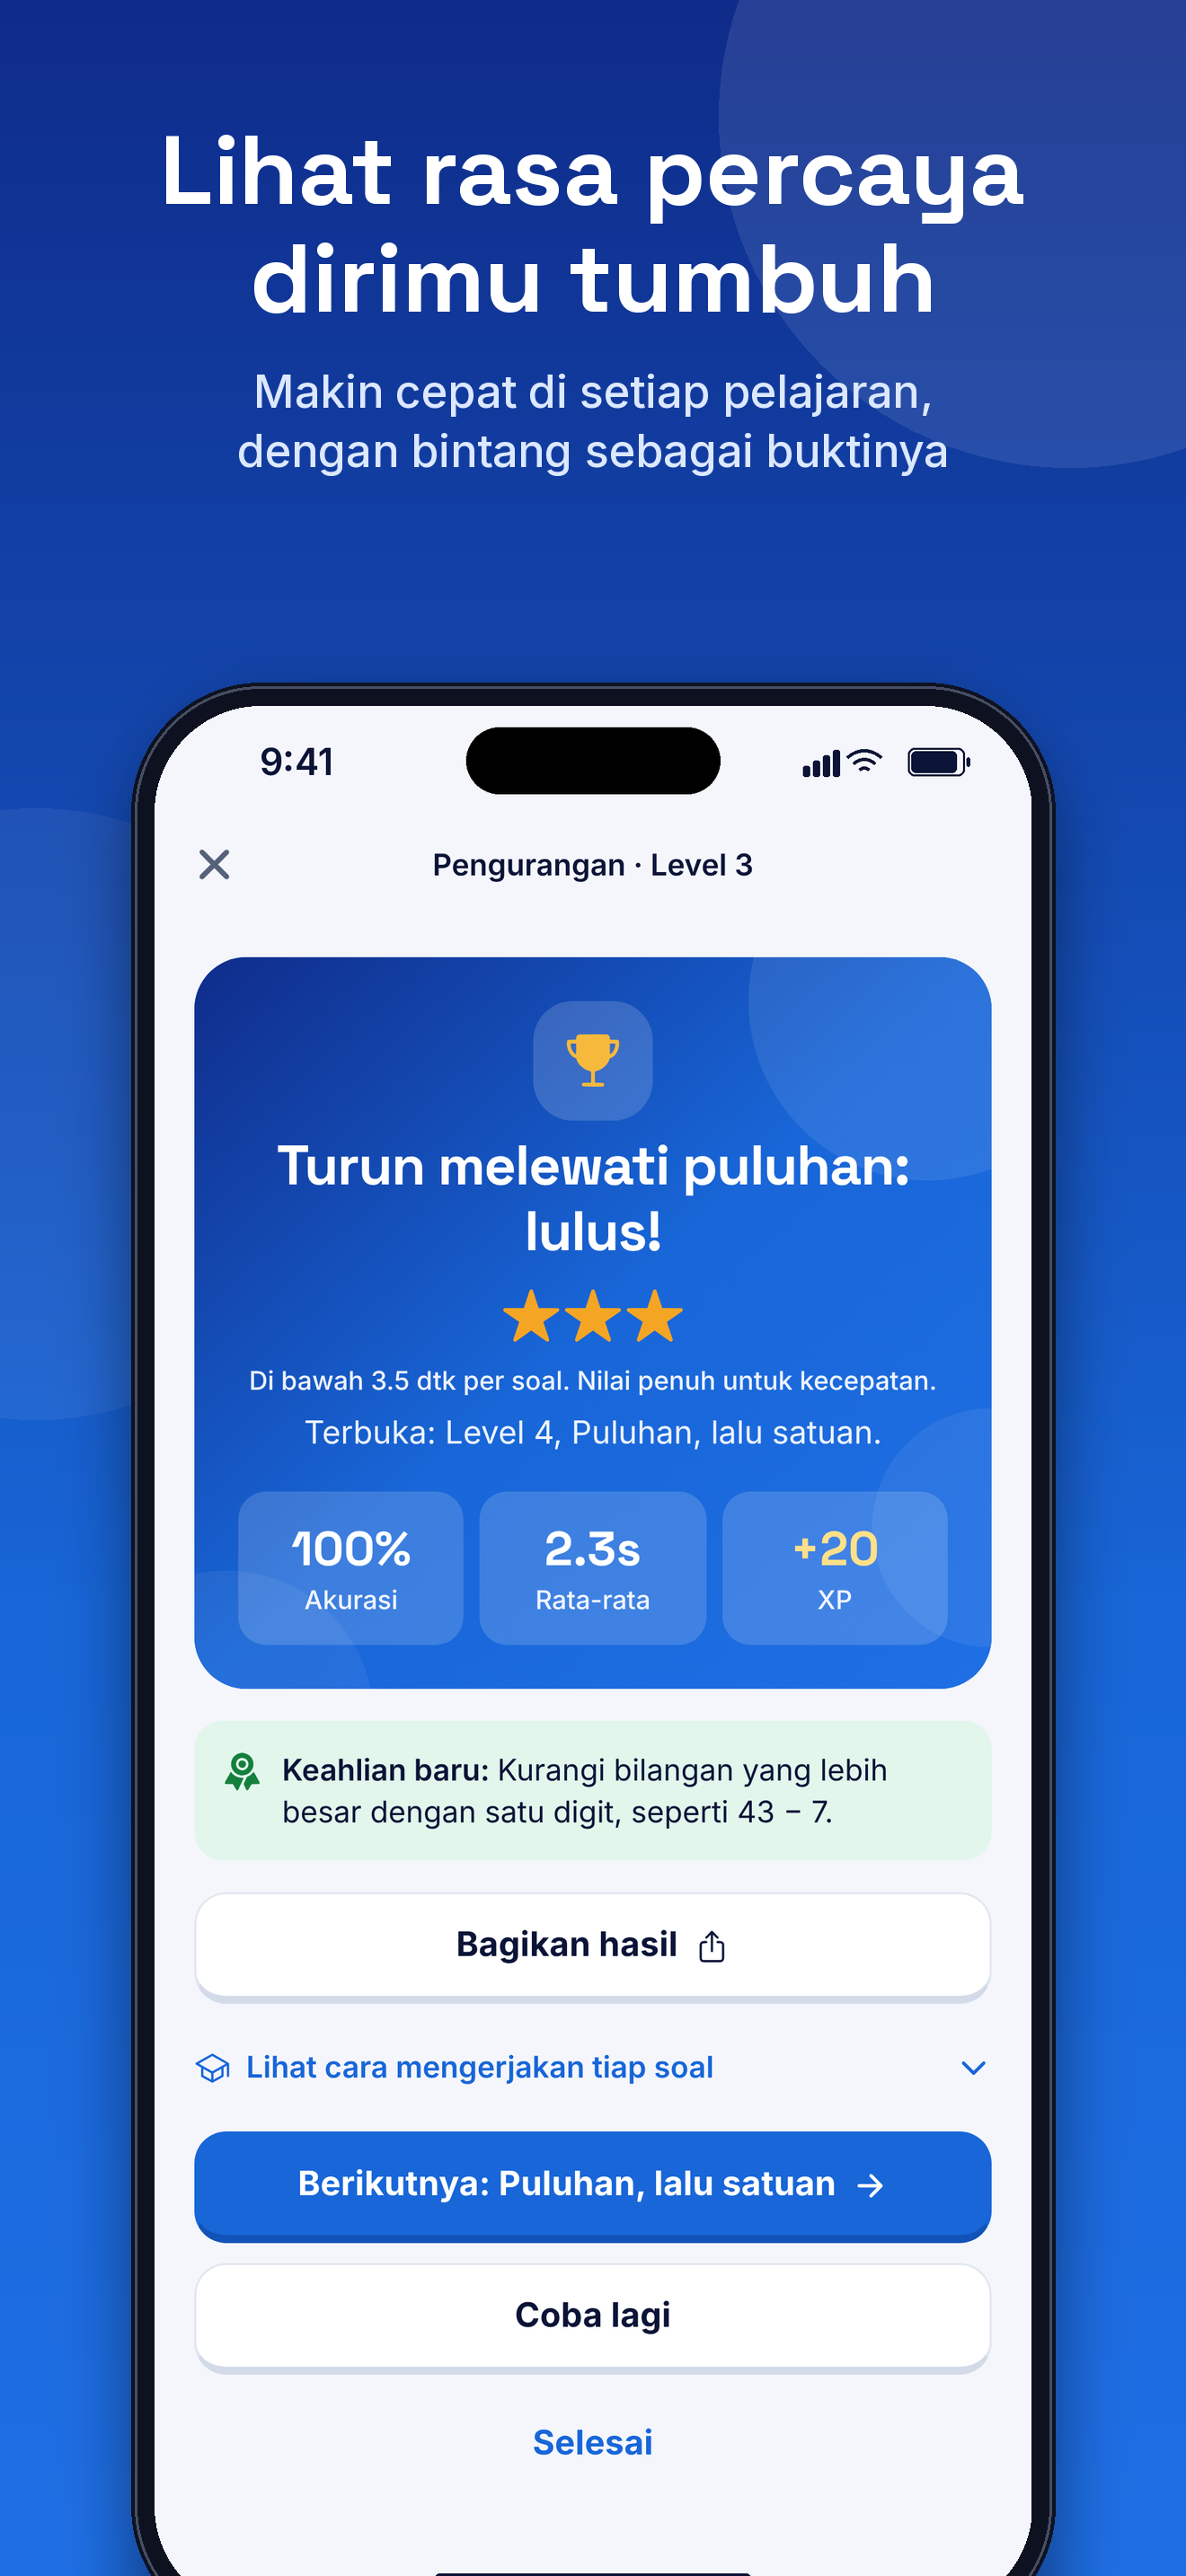 Lihat rasa percaya
dirimu tumbuh
Makin cepat di setiap pelajaran,
dengan bintang sebagai buktinya
9:41
Pengurangan · Level 3
Turun melewati puluhan:
lulus!
Di bawah 3.5 dtk per soal. Nilai penuh untuk kecepatan.
Terbuka: Level 4, Puluhan, lalu satuan.
100%
Akurasi
2.3s
Rata-rata
+20
XP
Keahlian baru: Kurangi bilangan yang lebih
besar dengan satu digit, seperti 43 − 7.
Bagikan hasil
Lihat cara mengerjakan tiap soal
Berikutnya: Puluhan, lalu satuan →
Coba lagi
Selesai